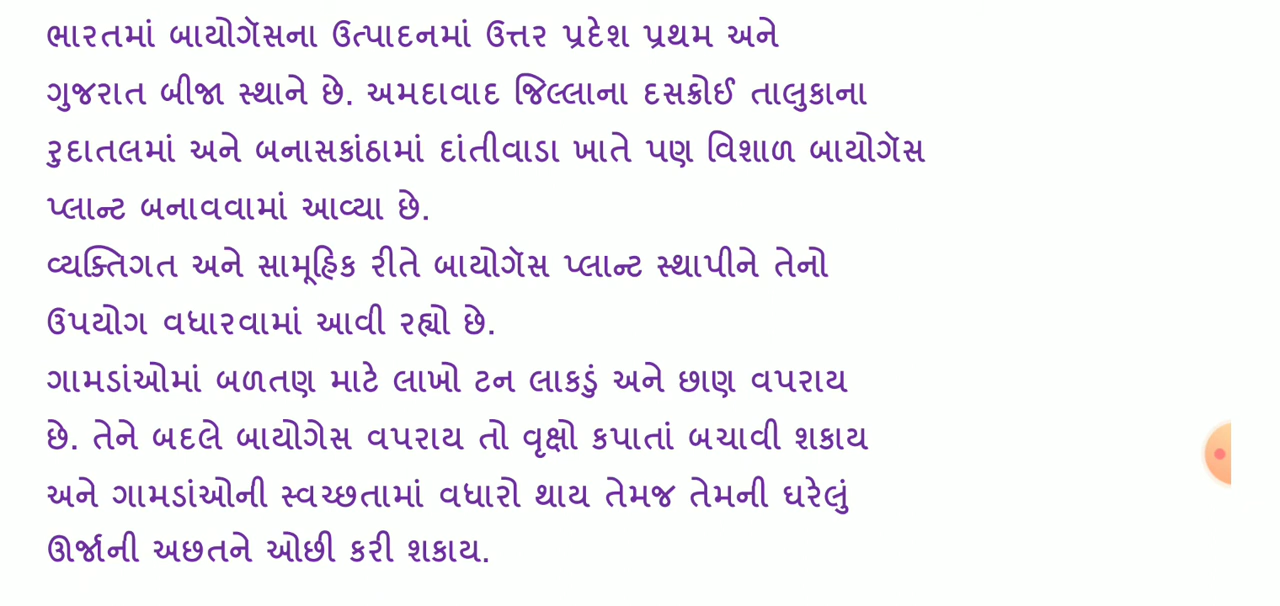 ભારતમાં બાયોગૅસના ઉત્પાદનમાં ઉત્તર પ્રદેશ પ્રથમ અને
ગુજરાત બીજા સ્થાને છે. અમદાવાદ જિલ્લાના દસક્રોઈ તાલુકાના
રુદાતલમાં અને બનાસકાંઠામાં દાંતીવાડા ખાતે પણ વિશાળ બાયોગૅસ
પ્લાન્ટ બનાવવામાં આવ્યા છે.
વ્યક્તિગત અને સામૂહિક રીતે બાયોગૅસ પ્લાન્ટ સ્થાપીને તેનો
ઉપયોગ વધારવામાં આવી રહ્યો છે.
ગામડાંઓમાં બળતણ માટે લાખો ટન લાકડું અને છાણ વપરાય
છે. તેને બદલે બાયોગેસ વપરાય તો વૃક્ષો કપાતાં બચાવી શકાય
અને ગામડાંઓની સ્વચ્છતામાં વધારો થાય તેમજ તેમની ઘરેલું
ઊર્જાની અછતને ઓછી કરી શકાય.